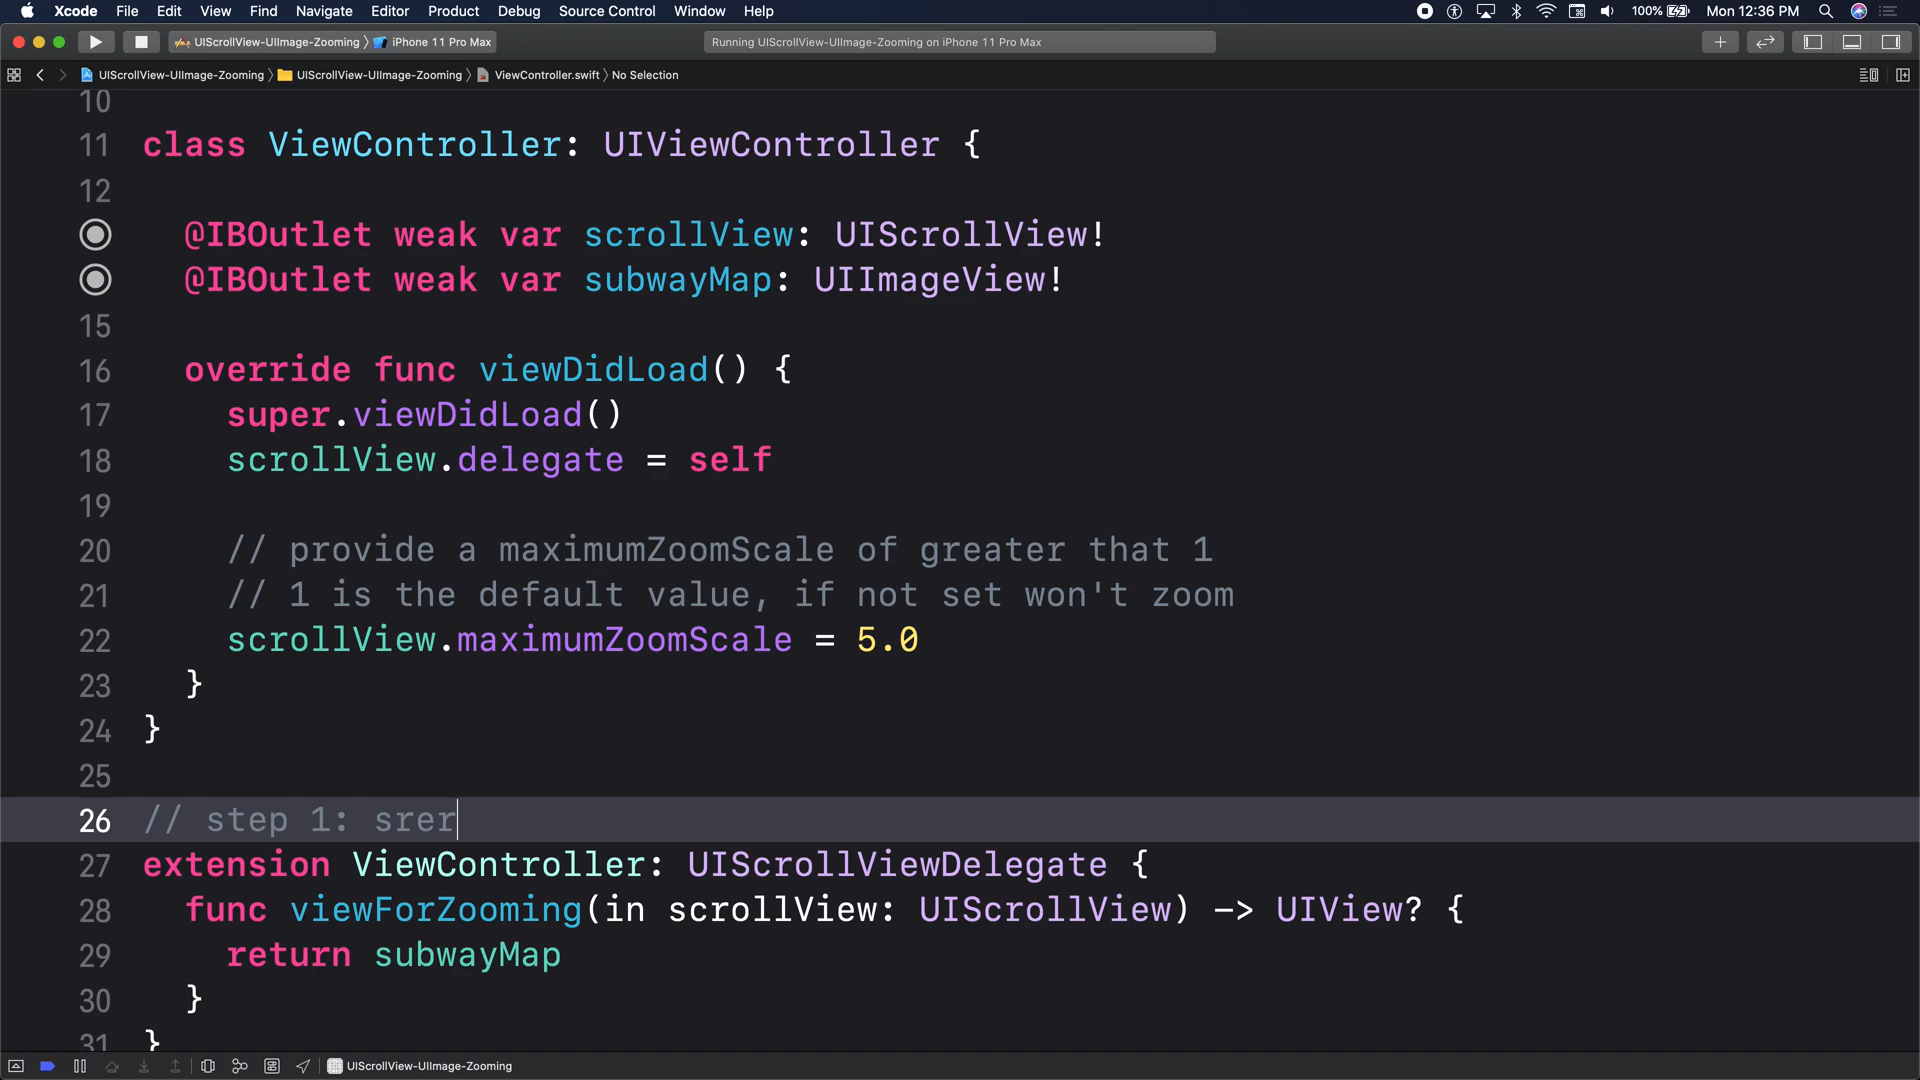 Xcode File Edit View Find Navigate Editor Product Debug Source Control Window Help 100% Mon 12:36 PM
UIScrollView-UIImage-Zooming 〉 iPhone 11 Pro Max Running UIScrollView-UIImage-Zooming on iPhone 11 Pro Max
UIScrollView-UIImage-Zooming 〉 UIScrollView-UIImage-Zooming 〉 ViewController.swift 〉 No Selection
10
11 class ViewController: UIViewController {
12
@IBOutlet weak var scrollView: UIScrollView!
@IBOutlet weak var subwayMap: UIImageView!
15
16 override func viewDidLoad() {
17 super.viewDidLoad()
18 scrollView.delegate = self
19
20 // provide a maximumZoomScale of greater that 1
21 // 1 is the default value, if not set won't zoom
22 scrollView.maximumZoomScale = 5.0
23 }
24 }
25
26 // step 1: srer
27 extension ViewController: UIScrollViewDelegate {
28 func viewForZooming(in scrollView: UIScrollView) -> UIView? {
29 return subwayMap
30 }
31 }
UIScrollView-UIImage-Zooming